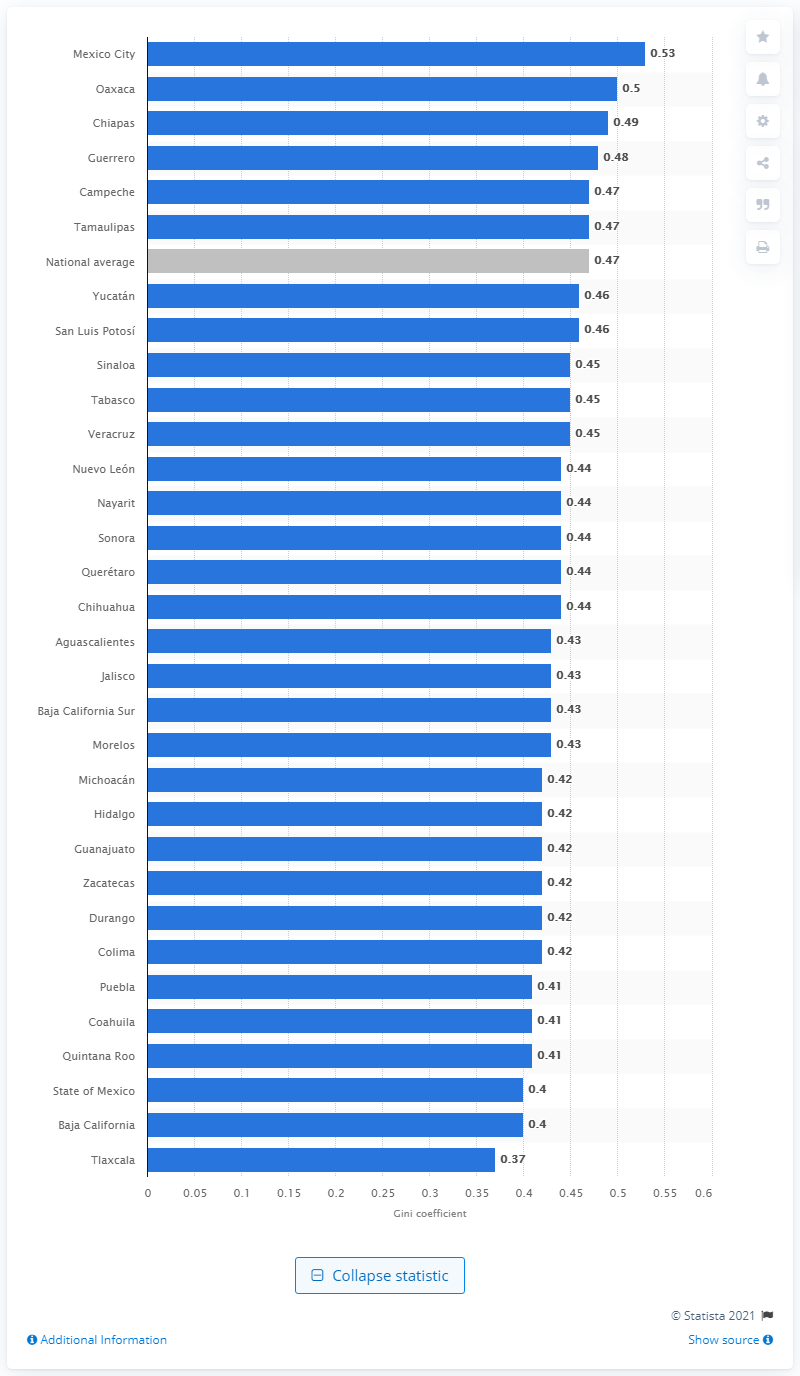 Mexico City 0.53
Oaxaca 0.5
Chiapas 0.49
Guerrero 0.48
Campeche 0.47
Tamaulipas 0.47
National average 0.47
Yucatán 0.46
San Luis Potosí 0.46
Sinaloa 0.45
Tabasco 0.45
Veracruz 0.45
Nuevo León 0.44
Nayarit 0.44
Sonora 0.44
Querétaro 0.44
Chihuahua 0.44
Aguascalientes 0.43
Jalisco 0.43
Baja California Sur 0.43
Morelos 0.43
Michoacán 0.42
Hidalgo 0.42
Guanajuato 0.42
Zacatecas 0.42
Durango 0.42
Colima 0.42
Puebla 0.41
Coahuila 0.41
Quintana Roo 0.41
State of Mexico 0.4
Baja California 0.4
Tlaxcala 0.37
0 0.05 0.1 0.15 0.2 0.25 0.3 0.35 0.4 0.45 0.5 0.55 0.6
Gini coefficient
Collapse statistic
© Statista 2021
Additional Information Show source